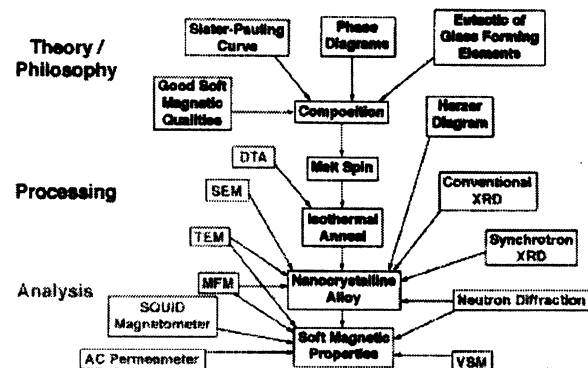 Theory /
Philosophy
Slater-Pauling
Curve
Phase
Diagrams
Eutectic of
Glass Forming
Elements
Good Soft
Magnetic
Qualities
Composition
Herzer
Diagram
Processing
DTA
Melt Spin
SEM
Conventional
XRD
Isothermal
Anneal
TEM
Synchrotron
XRD
Analysis
MFM
Nanocrystalline
Alloy
Neutron Diffraction
SQUID
Magnetometer
Soft Magnetic
Properties
AC Permeameter
VSM